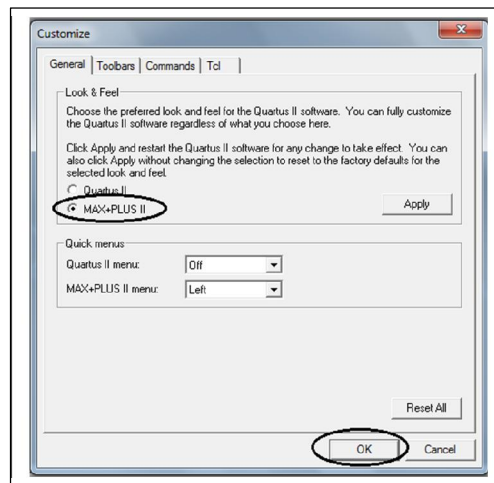 Customize
General Toolbars Commands Tcl
Look & Feel
Choose the preferred look and feel for the Quartus II software. You can fully customize
the Quartus II software regardless of what you choose here.
Click Apply and restart the Quartus II software for any change to take effect. You can
also click Apply without changing the selection to reset to the factory defaults for the
selected look and feel.
Quartus II
MAX+PLUS II
Apply
Quick menus
Quartus II menu: Off
MAX+PLUS II menu: Left
Reset All
OK Cancel